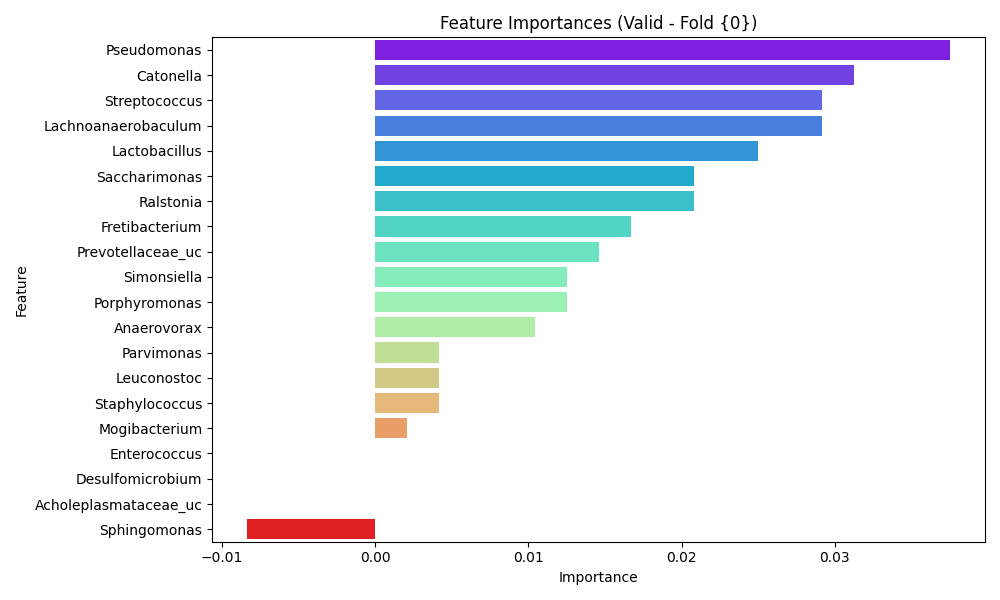 Feature Importances (Valid - Fold {0})
Pseudomonas
Catonella
Streptococcus
Lachnoanaerobaculum
Lactobacillus
Saccharimonas
Ralstonia
Fretibacterium
Prevotellaceae_uc
Simonsiella
Porphyromonas
Anaerovorax
Parvimonas
Leuconostoc
Staphylococcus
Mogibacterium
Enterococcus
Desulfomicrobium
Acholeplasmataceae_uc
Sphingomonas
Feature
−0.01 0.00 0.01 0.02 0.03
Importance